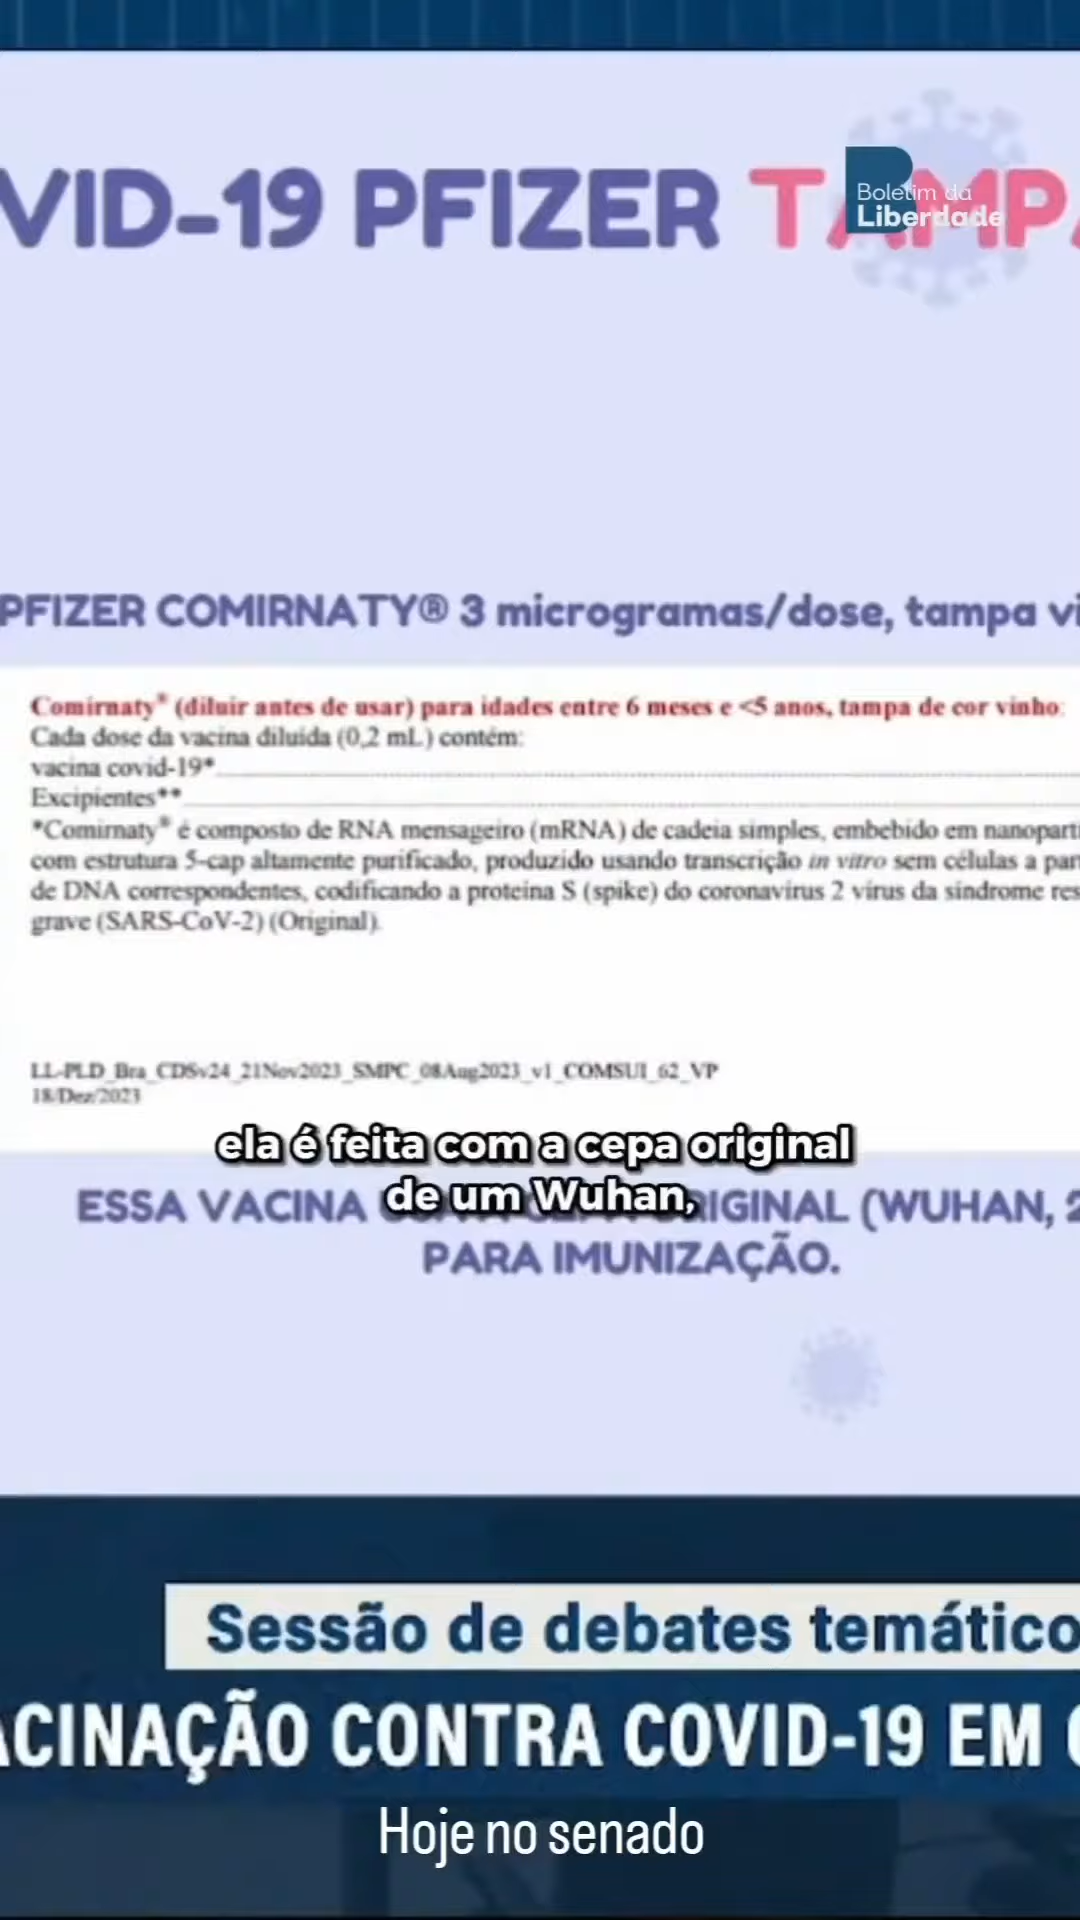 VID-19 PFIZER TAMPA
Boletim da
Liberdade
PFIZER COMIRNATY® 3 microgramas/dose, tampa vi
Comirnaty® (diluir antes de usar) para idades entre 6 meses e <5 anos, tampa de cor vinho:
Cada dose da vacina diluída (0,2 mL) contém:
vacina covid-19*
Excipientes**
*Comirnaty® é composto de RNA mensageiro (mRNA) de cadeia simples, embebido em nanoparti
com estrutura 5-cap altamente purificado, produzido usando transcrição in vitro sem células a par
de DNA correspondentes, codificando a proteína S (spike) do coronavírus 2 vírus da síndrome res
grave (SARS-CoV-2) (Original).
LL-PLD_Bra_CDSv24_21Nov2023_SMPC_08Aug2023_v1_COMSUI_62_VP
18/Dez/2023
ela é feita com a cepa original
de um Wuhan,
ESSA VACINA RIGINAL (WUHAN, 2
PARA IMUNIZAÇÃO.
Sessão de debates temático
ACINAÇÃO CONTRA COVID-19 EM C
Hoje no senado